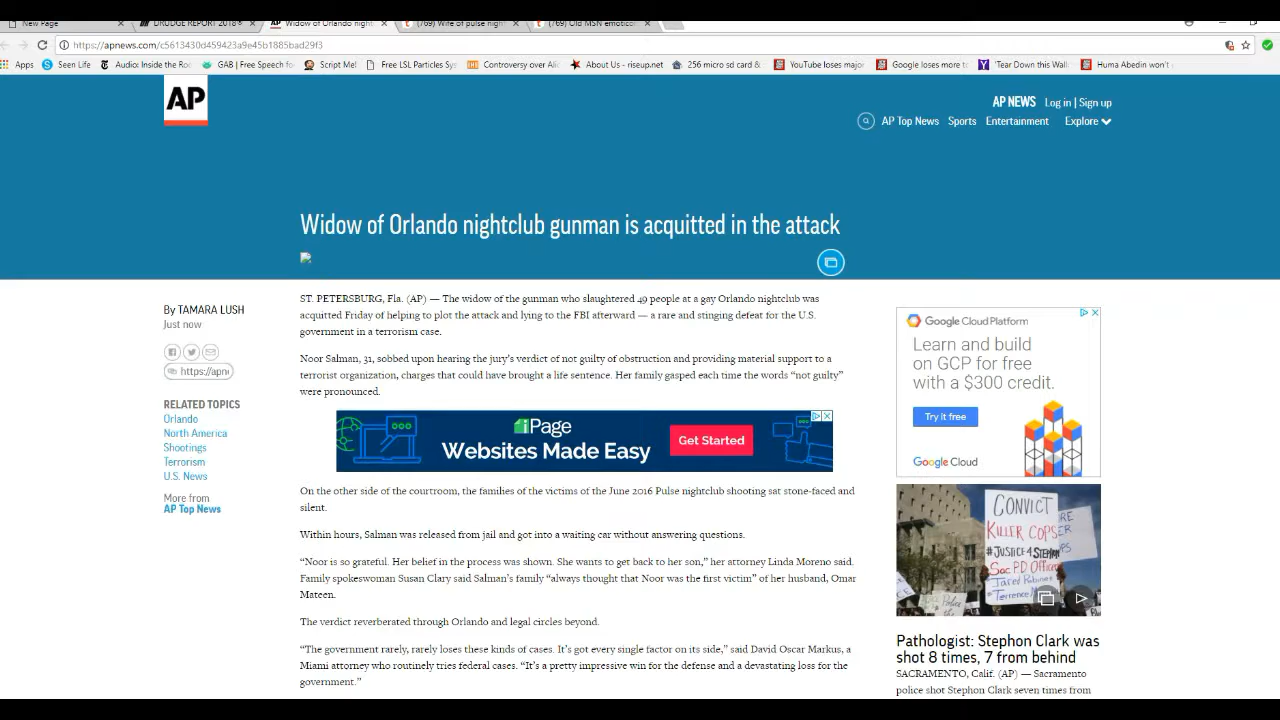 New Page
DRUDGE REPORT 2018®
Widow of Orlando nightcl
(769) Wife of pulse nigh
(769) Old MSN emotico
https://apnews.com/c5613430d459423a9e45b1885bad29f3
Apps Seen Life Audio: Inside the Ro GAB | Free Speech fo Script Me! Free LSL Particles Sy Controversy over Ali About Us - riseup.net 256 micro sd card & YouTube loses major Google loses more t 'Tear Down this Wall Huma Abedin won't
AP
AP NEWS Log in | Sign up
AP Top News Sports Entertainment Explore
Widow of Orlando nightclub gunman is acquitted in the attack
By TAMARA LUSH
Just now
https://apne
RELATED TOPICS
Orlando
North America
Shootings
Terrorism
U.S. News
More from
AP Top News
ST. PETERSBURG, Fla. (AP) — The widow of the gunman who slaughtered 49 people at a gay Orlando nightclub was
acquitted Friday of helping to plot the attack and lying to the FBI afterward — a rare and stinging defeat for the U.S.
government in a terrorism case.
Noor Salman, 31, sobbed upon hearing the jury's verdict of not guilty of obstruction and providing material support to a
terrorist organization, charges that could have brought a life sentence. Her family gasped each time the words “not guilty”
were pronounced.
iPage
Websites Made Easy
Get Started
On the other side of the courtroom, the families of the victims of the June 2016 Pulse nightclub shooting sat stone-faced and
silent.
Within hours, Salman was released from jail and got into a waiting car without answering questions.
“Noor is so grateful. Her belief in the process was shown. She wants to get back to her son,” her attorney Linda Moreno said.
Family spokeswoman Susan Clary said Salman's family “always thought that Noor was the first victim” of her husband, Omar
Mateen.
The verdict reverberated through Orlando and legal circles beyond.
“The government rarely, rarely loses these kinds of cases. It's got every single factor on its side,” said David Oscar Markus, a
Miami attorney who routinely tries federal cases. “It's a pretty impressive win for the defense and a devastating loss for the
government.”
Google Cloud Platform
Learn and build
on GCP for free
with a $300 credit.
Try it free
Google Cloud
CONVICT
KILLER COPS
#JUSTICE4STEPHON
Sac PD Officers
Jared Robinet
Terrence
Pathologist: Stephon Clark was
shot 8 times, 7 from behind
SACRAMENTO, Calif. (AP) — Sacramento
police shot Stephon Clark seven times from